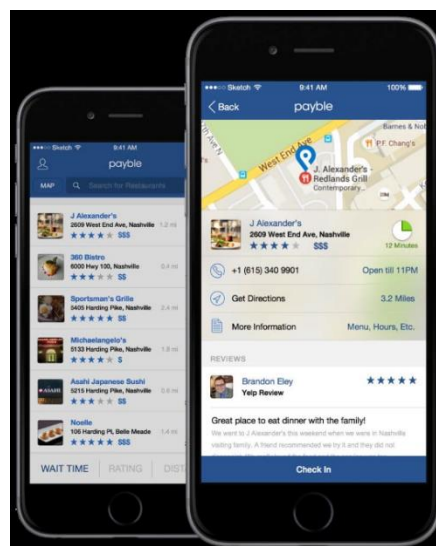 Sketch 9:41 AM
payble
MAP Search for Restaurants
J Alexander's
2609 West End Ave, Nashville 1.2 mi
$$$
360 Bistro
6000 Hwy 100, Nashville
$$
Sportsman's Grille
5405 Harding Pike, Nashville 2.4 mi
$$
Michaelangelo's
5133 Harding Pike, Nashville 1.8 mi
$
Asahi Japanese Sushi
5215 Harding Pike, Nashville
$$
Noelle
106 Harding Pl, Belle Meade
$$$
WAIT TIME RATING DIST
Sketch 9:41 AM 100%
Back payble
Barnes & Nob
P.F. Chang's
West End Ave
J. Alexander's -
Redlands Grill
Contemporary...
J Alexander's
2609 West End Ave, Nashville
$$$ 12 Minutes
+1 (615) 340 9901 Open till 11PM
Get Directions 3.2 Miles
More Information Menu, Hours, Etc.
REVIEWS
Brandon Eley
Yelp Review
Great place to eat dinner with the family!
We went to J Alexander's this weekend when we were in Nashville
visiting family. A friend recommended we try it and they did not
Check In